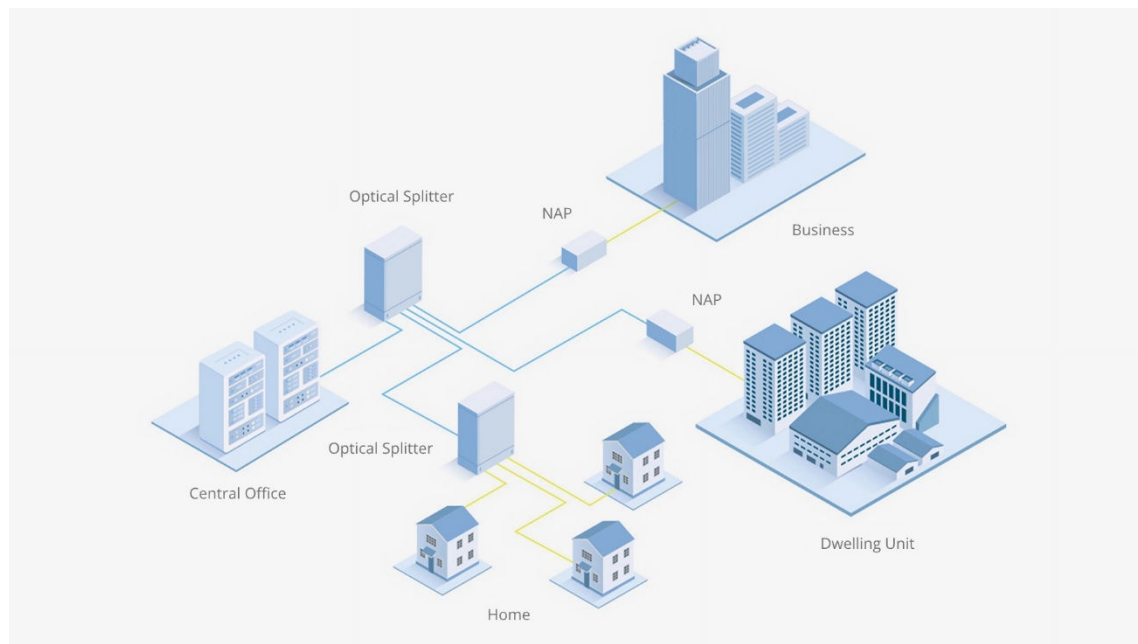 Optical Splitter
NAP
Business
NAP
Optical Splitter
Central Office
Dwelling Unit
Home